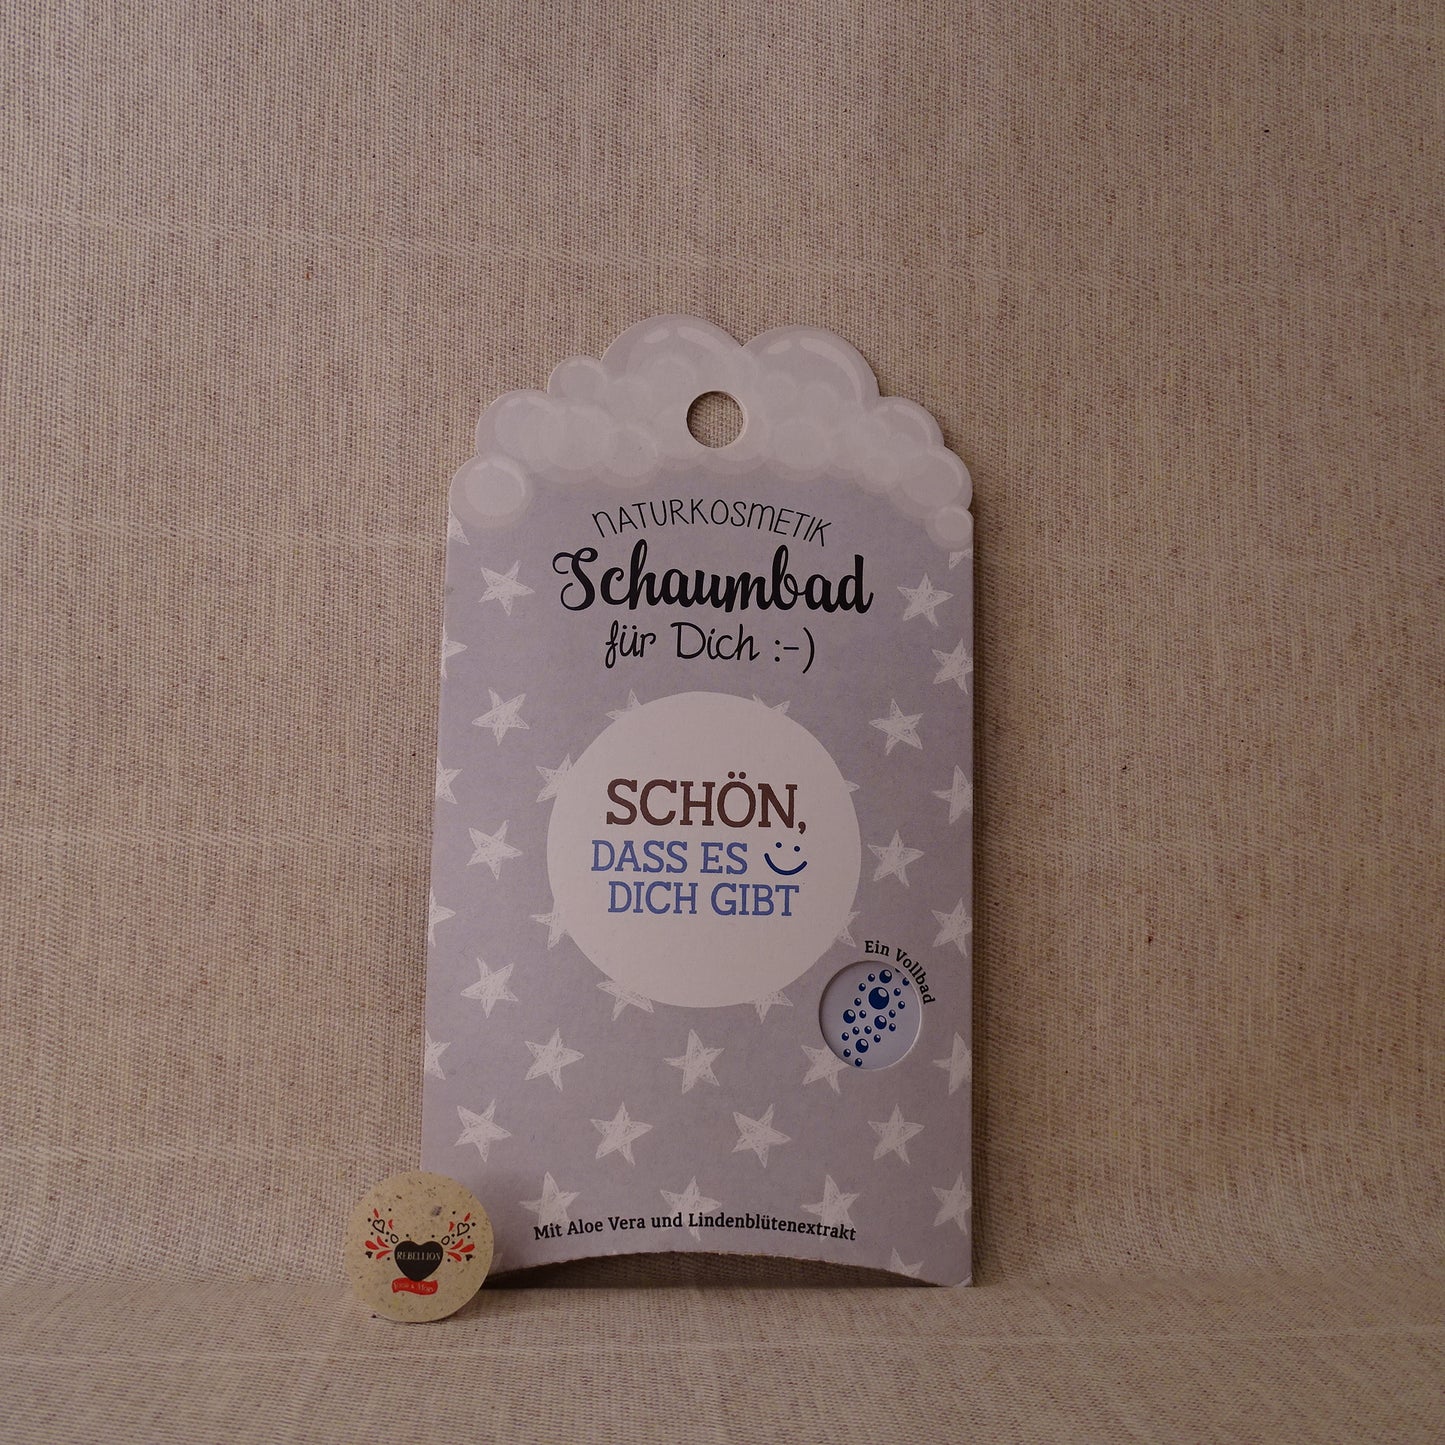 NATURKOSMETIK
Schaumbad
für Dich :-)
SCHÖN,
DASS ES
DICH GIBT
Ein Vollbad
Mit Aloe Vera und Lindenblütenextrakt
REBELLION